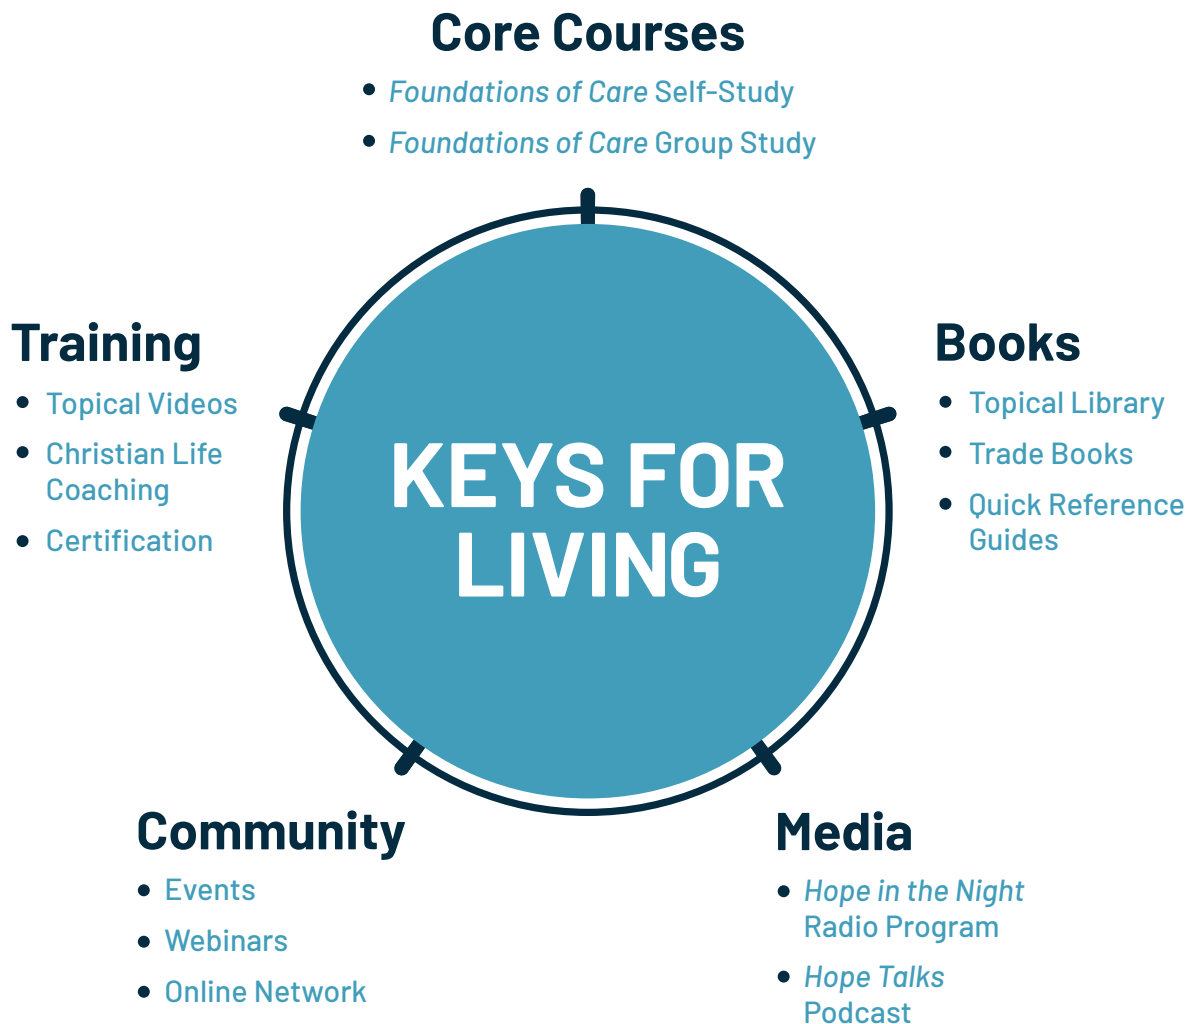 Core Courses
• Foundations of Care Self-Study
• Foundations of Care Group Study
Training
• Topical Videos
• Christian Life
Coaching
• Certification
KEYS FOR
LIVING
Books
• Topical Library
• Trade Books
• Quick Reference
Guides
Community
• Events
• Webinars
• Online Network
Media
• Hope in the Night
Radio Program
• Hope Talks
Podcast